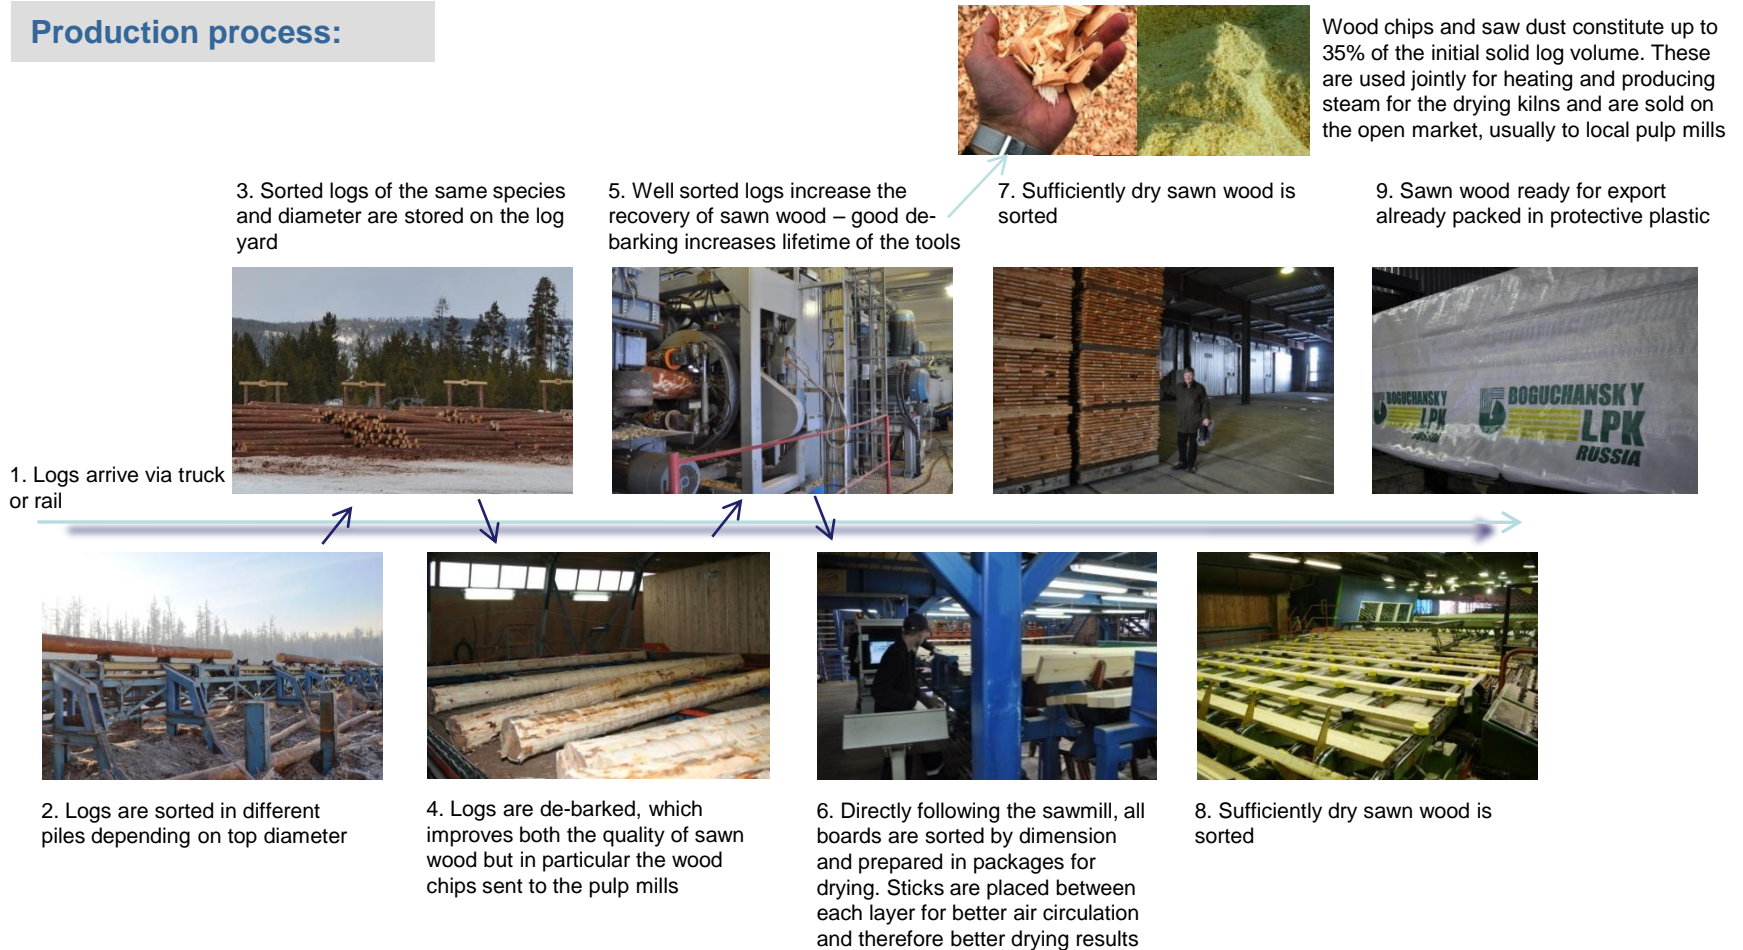 Production process:
Wood chips and saw dust constitute up to
35% of the initial solid log volume. These
are used jointly for heating and producing
steam for the drying kilns and are sold on
the open market, usually to local pulp mills
1. Logs arrive via truck
or rail
2. Logs are sorted in different
piles depending on top diameter
3. Sorted logs of the same species
and diameter are stored on the log
yard
4. Logs are de-barked, which
improves both the quality of sawn
wood but in particular the wood
chips sent to the pulp mills
5. Well sorted logs increase the
recovery of sawn wood – good de-
barking increases lifetime of the tools
6. Directly following the sawmill, all
boards are sorted by dimension
and prepared in packages for
drying. Sticks are placed between
each layer for better air circulation
and therefore better drying results
7. Sufficiently dry sawn wood is
sorted
8. Sufficiently dry sawn wood is
sorted
9. Sawn wood ready for export
already packed in protective plastic
BOGUCHANSKY
LPK
RUSSIA
BOGUCHANSKY
LPK
RUSSIA